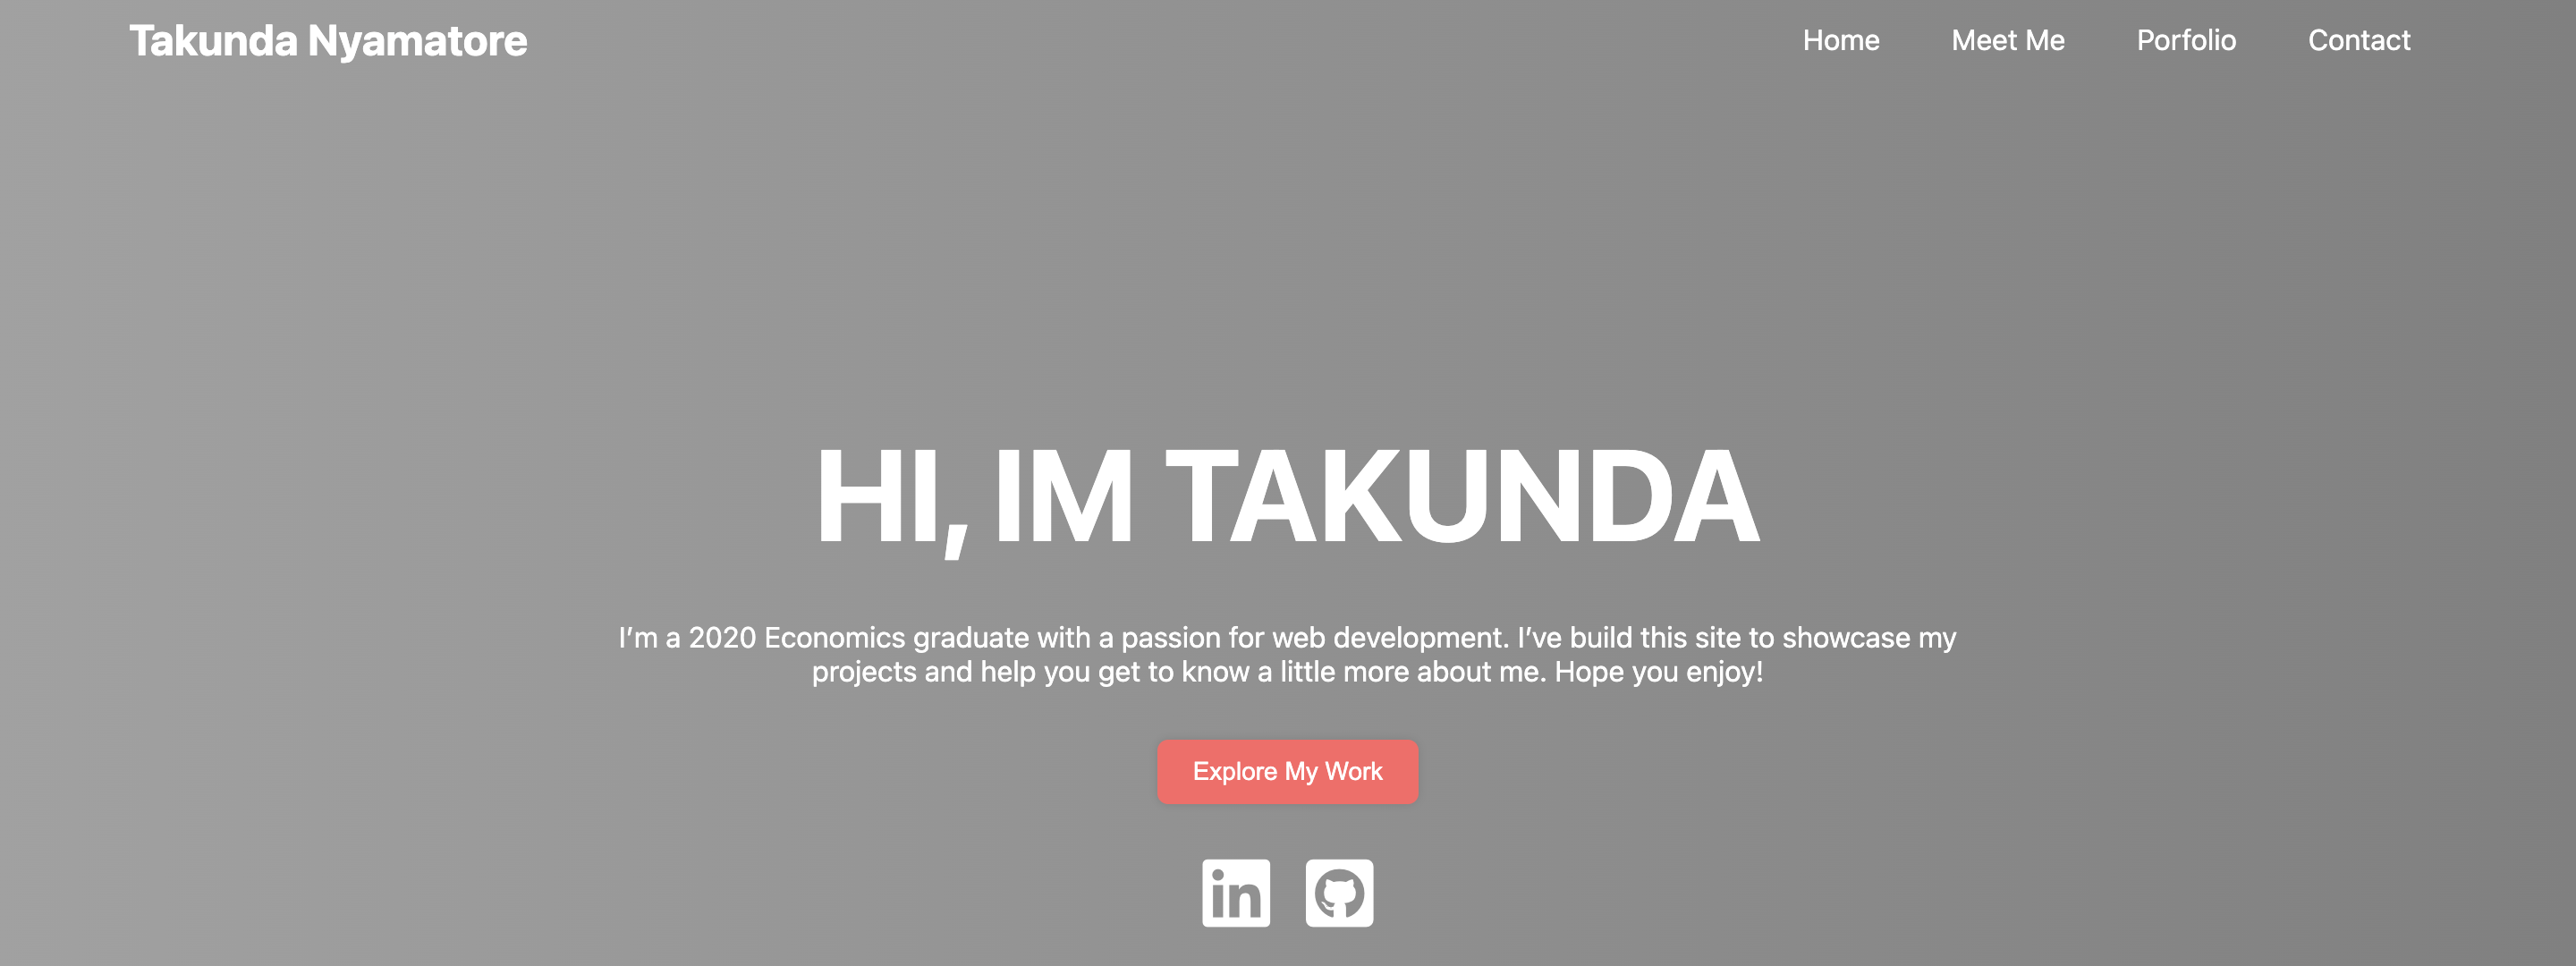 Takunda Nyamatore
Home Meet Me Porfolio Contact
HI, IM TAKUNDA
I’m a 2020 Economics graduate with a passion for web development. I’ve build this site to showcase my
projects and help you get to know a little more about me. Hope you enjoy!
Explore My Work
in